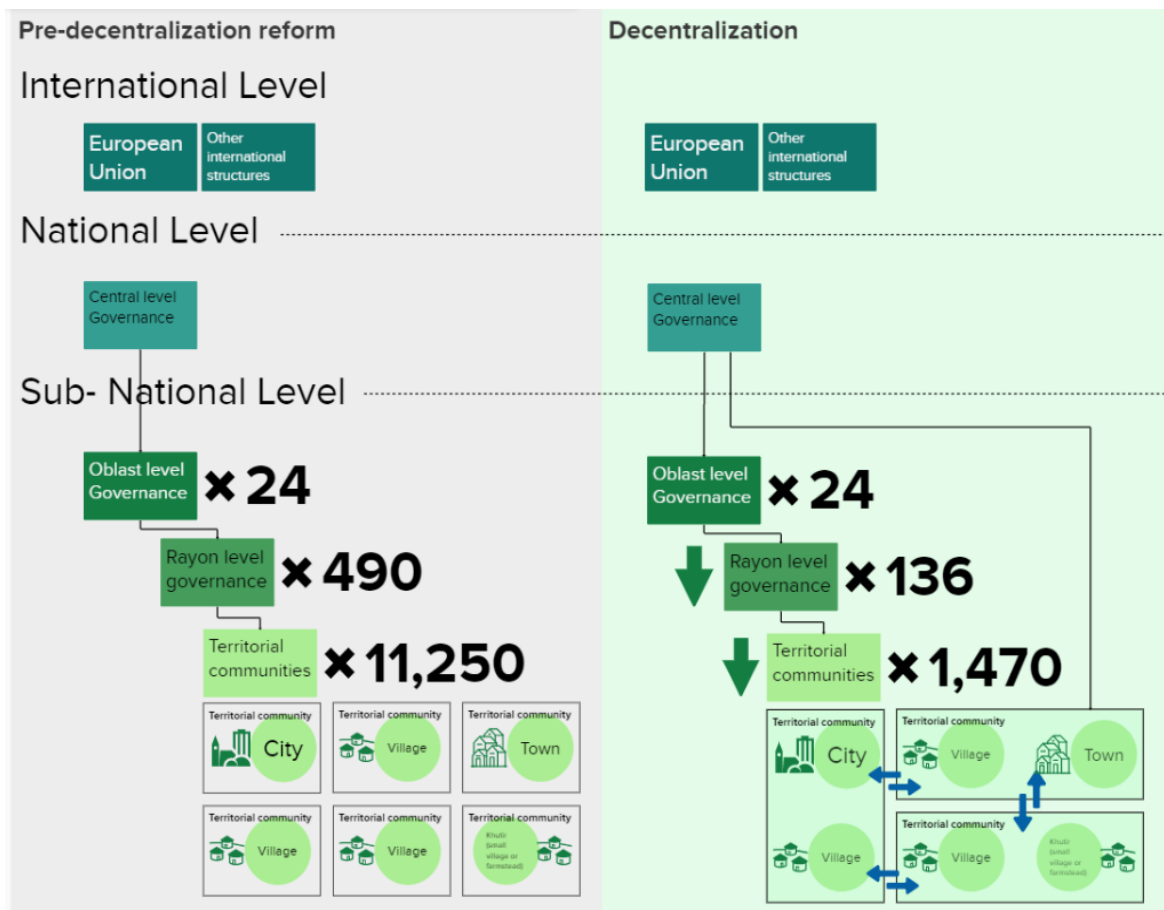 Pre-decentralization reform
International Level
European
Union
Other
international
structures
National Level
Central level
Governance
Sub- National Level
Oblast level
Governance
× 24
Rayon level
governance
× 490
Territorial
communities
× 11,250
Territorial community
City
Territorial community
Village
Territorial community
Town
Territorial community
Village
Territorial community
Village
Territorial community
Khutir
(small
village or
farmstead)
Decentralization
European
Union
Other
international
structures
Central level
Governance
Oblast level
Governance
× 24
Rayon level
governance
× 136
Territorial
communities
× 1,470
Territorial community
City
Village
Territorial community
Village
Town
Territorial community
Village
Khutir
(small
village or
farmstead)